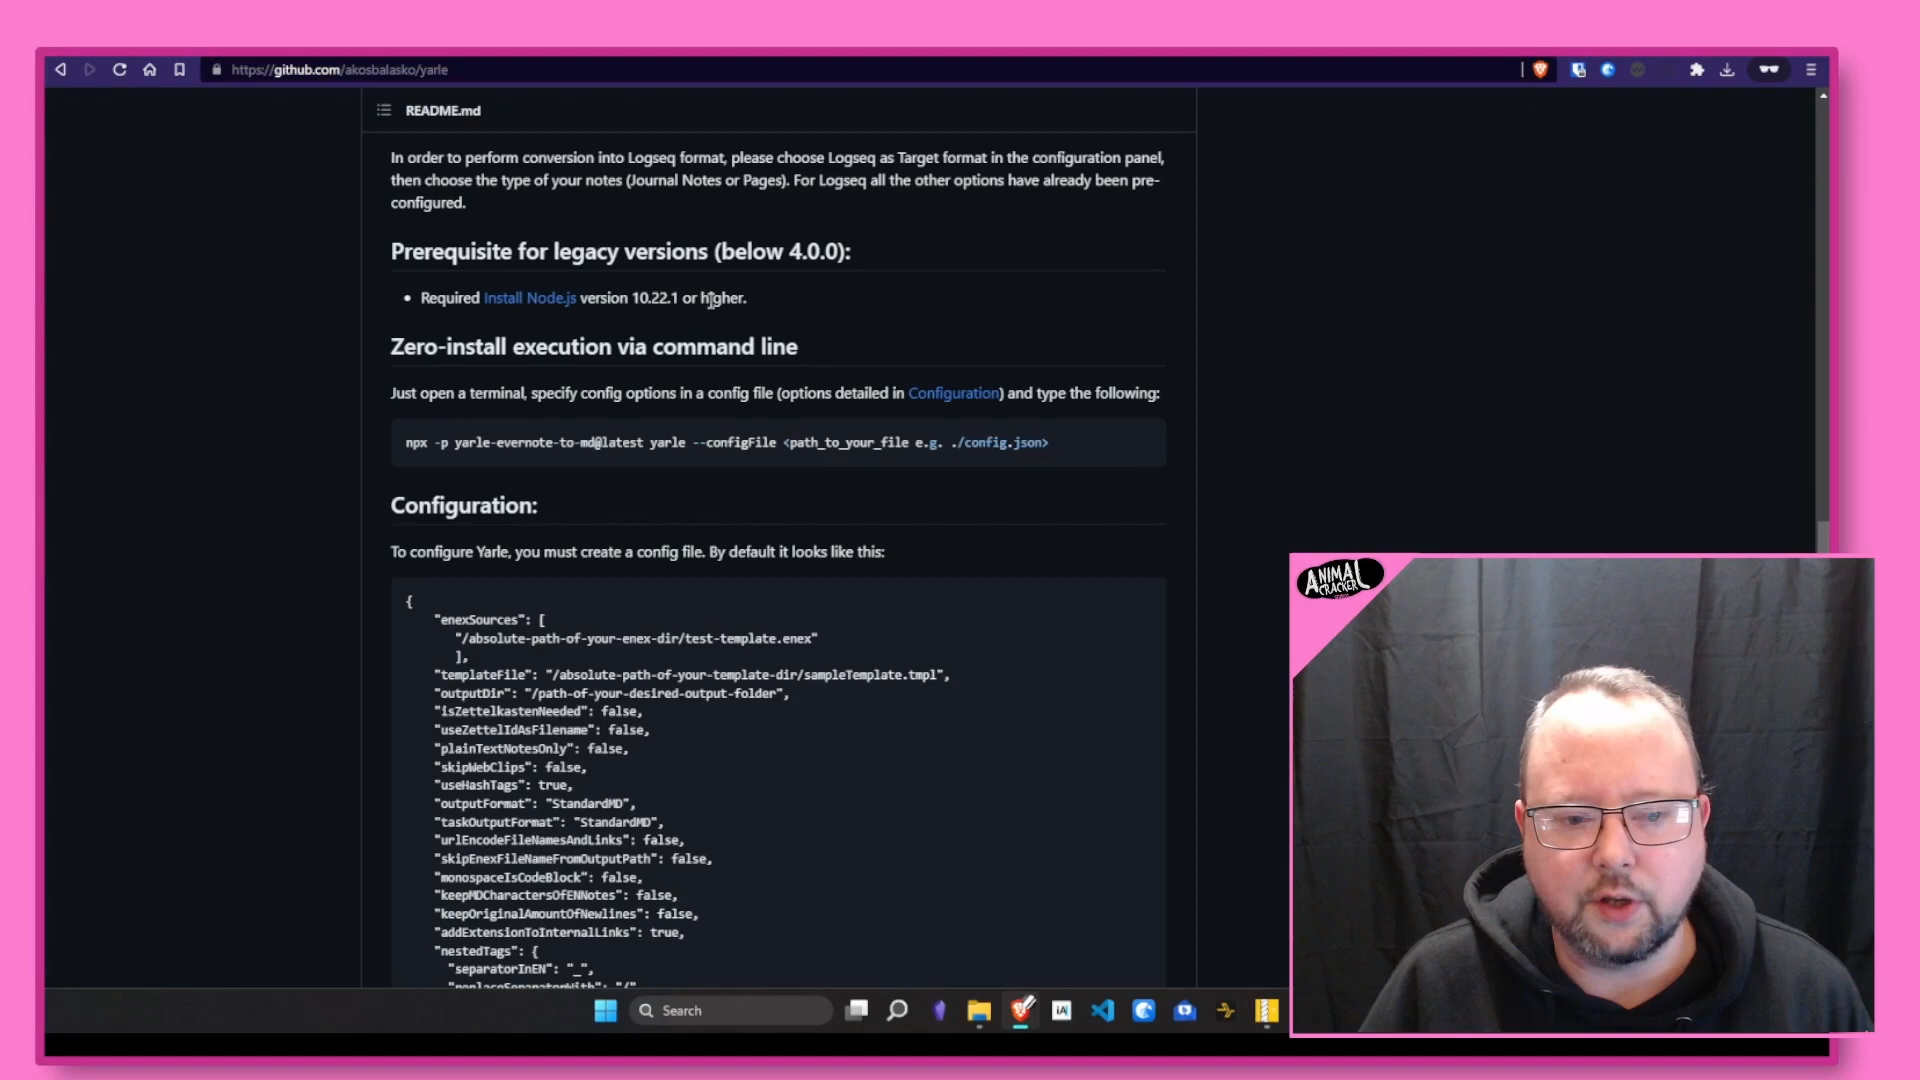 https://github.com/akosbalasko/yarle
README.md
In order to perform conversion into Logseq format, please choose Logseq as Target format in the configuration panel,
then choose the type of your notes (Journal Notes or Pages). For Logseq all the other options have already been pre-
configured.
Prerequisite for legacy versions (below 4.0.0):
• Required Install Node.js version 10.22.1 or higher.
Zero-install execution via command line
Just open a terminal, specify config options in a config file (options detailed in Configuration) and type the following:
npx -p yarle-evernote-to-md@latest yarle --configFile <path_to_your_file e.g. ./config.json>
Configuration:
To configure Yarle, you must create a config file. By default it looks like this:
{
"enexSources": [
"/absolute-path-of-your-enex-dir/test-template.enex"
],
"templateFile": "/absolute-path-of-your-template-dir/sampleTemplate.tmpl",
"outputDir": "/path-of-your-desired-output-folder",
"isZettelkastenNeeded": false,
"useZettelIdAsFilename": false,
"plainTextNotesOnly": false,
"skipWebClips": false,
"useHashTags": true,
"outputFormat": "StandardMD",
"taskOutputFormat": "StandardMD",
"urlEncodeFileNamesAndLinks": false,
"skipEnexFileNameFromOutputPath": false,
"monospaceIsCodeBlock": false,
"keepMDCharactersOfENNotes": false,
"keepOriginalAmountOfNewlines": false,
"addExtensionToInternalLinks": true,
"nestedTags": {
"separatorInEN": "_",
"replaceSeparatorWith": "/"
Search
iA
ANIMAL
CRACKER